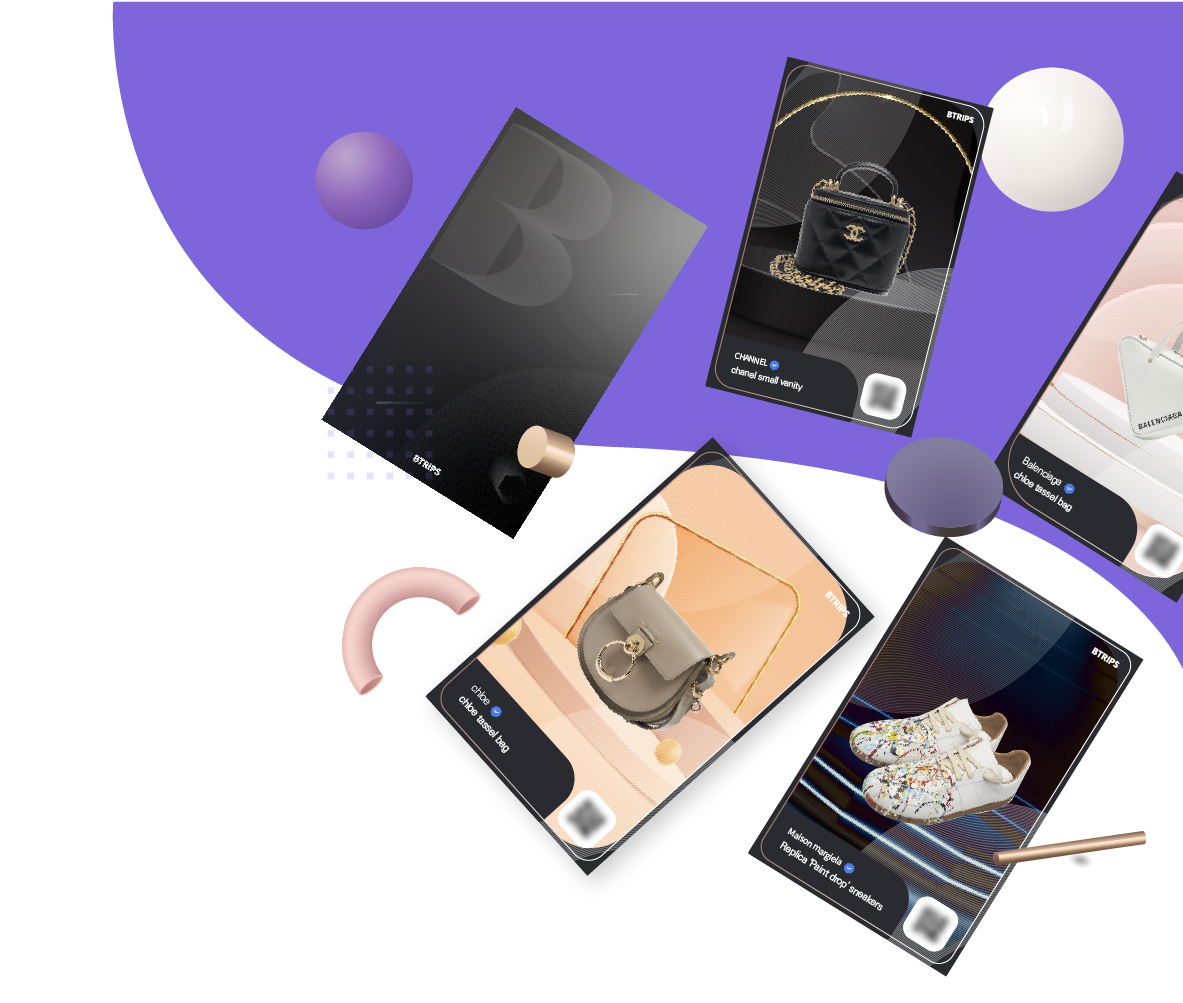 BTRIPS
BTRIPS
CHANNEL
chanel small vanity
BALENCIAGA
Balenciaga
chloe tassel bag
BTRIPS
chloe
chloe tassel bag
BTRIPS
Maison margiela
Replica 'Paint drop' sneakers